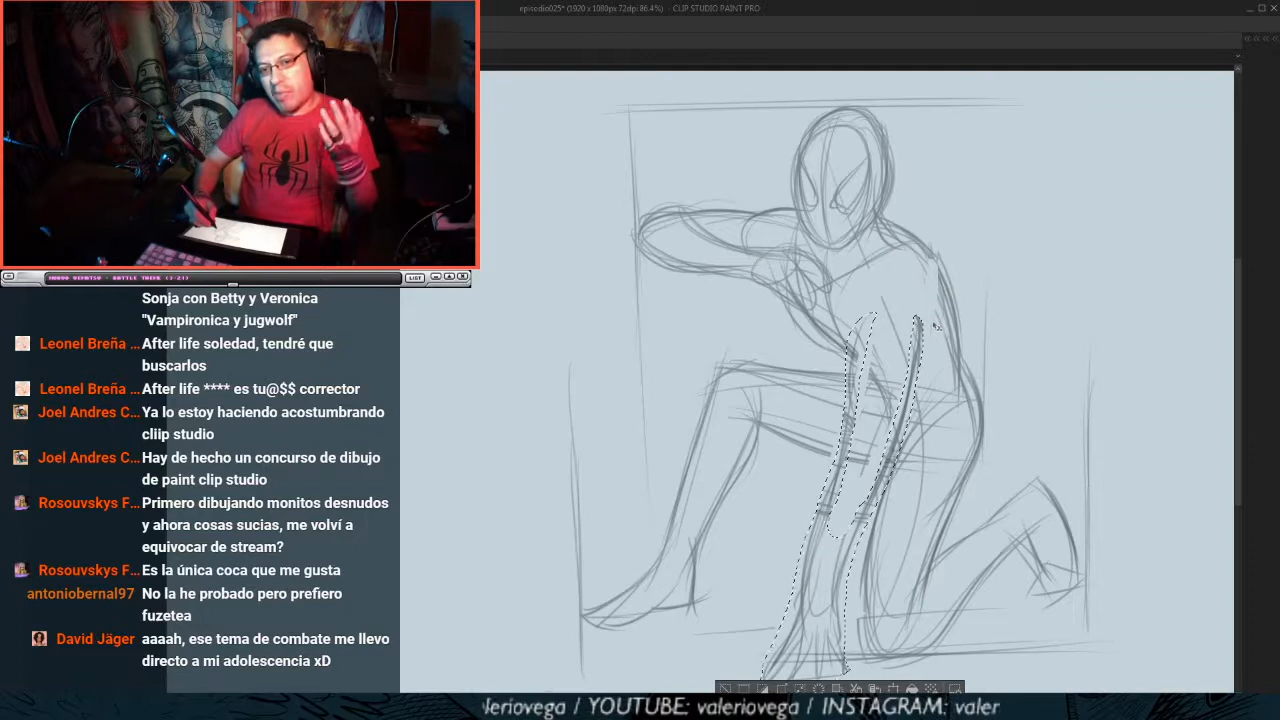 episodio025* (1920 x 1080px 72dpi 86.4%) - CLIP STUDIO PAINT PRO
LIST
Sonja con Betty y Veronica
"Vampironica y jugwolf"
Leonel Breña ... After life soledad, tendré que
buscarlos
Leonel Breña ... After life **** es tu@$$ corrector
Joel Andres C... Ya lo estoy haciendo acostumbrando
cliip studio
Joel Andres C... Hay de hecho un concurso de dibujo
de paint clip studio
Rosouvskys F... Primero dibujando monitos desnudos
y ahora cosas sucias, me volví a
equivocar de stream?
Rosouvskys F... Es la única coca que me gusta
antoniobernal97 No la he probado pero prefiero
fuzetea
David Jäger aaaah, ese tema de combate me llevo
directo a mi adolescencia xD
valeriovega / YOUTUBE: valeriovega / INSTAGRAM: valer